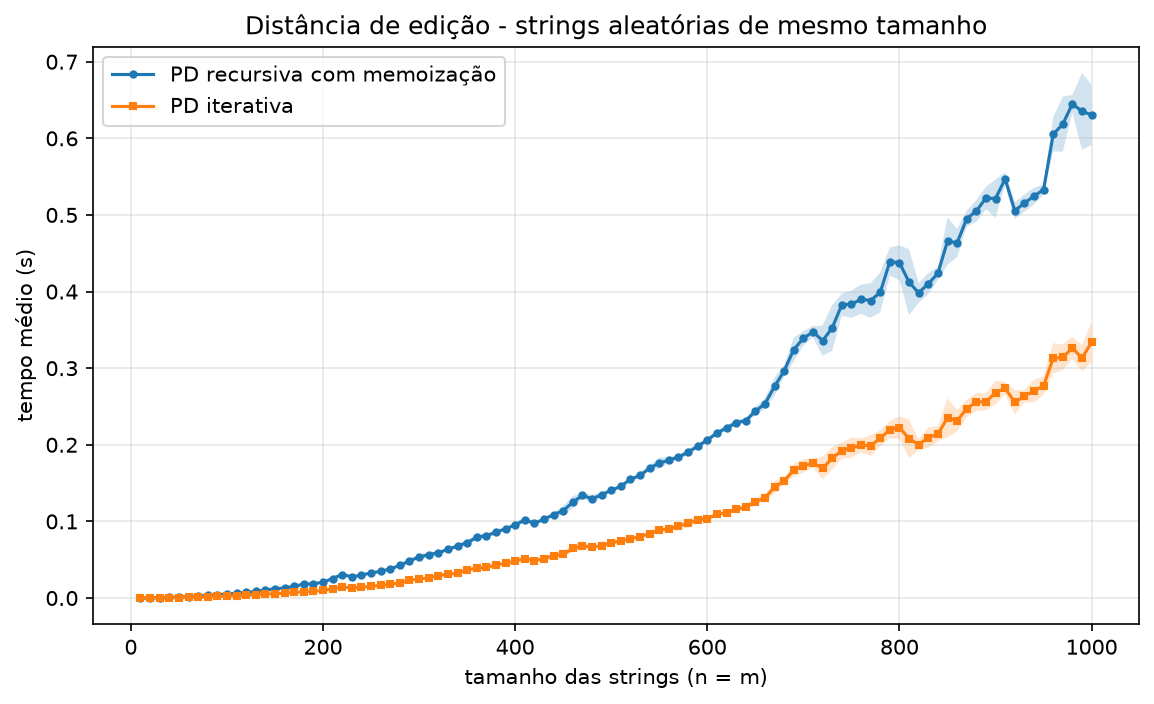 Distância de edição - strings aleatórias de mesmo tamanho
PD recursiva com memoização
PD iterativa
tempo médio (s)
0.7
0.6
0.5
0.4
0.3
0.2
0.1
0.0
0 200 400 600 800 1000
tamanho das strings (n = m)